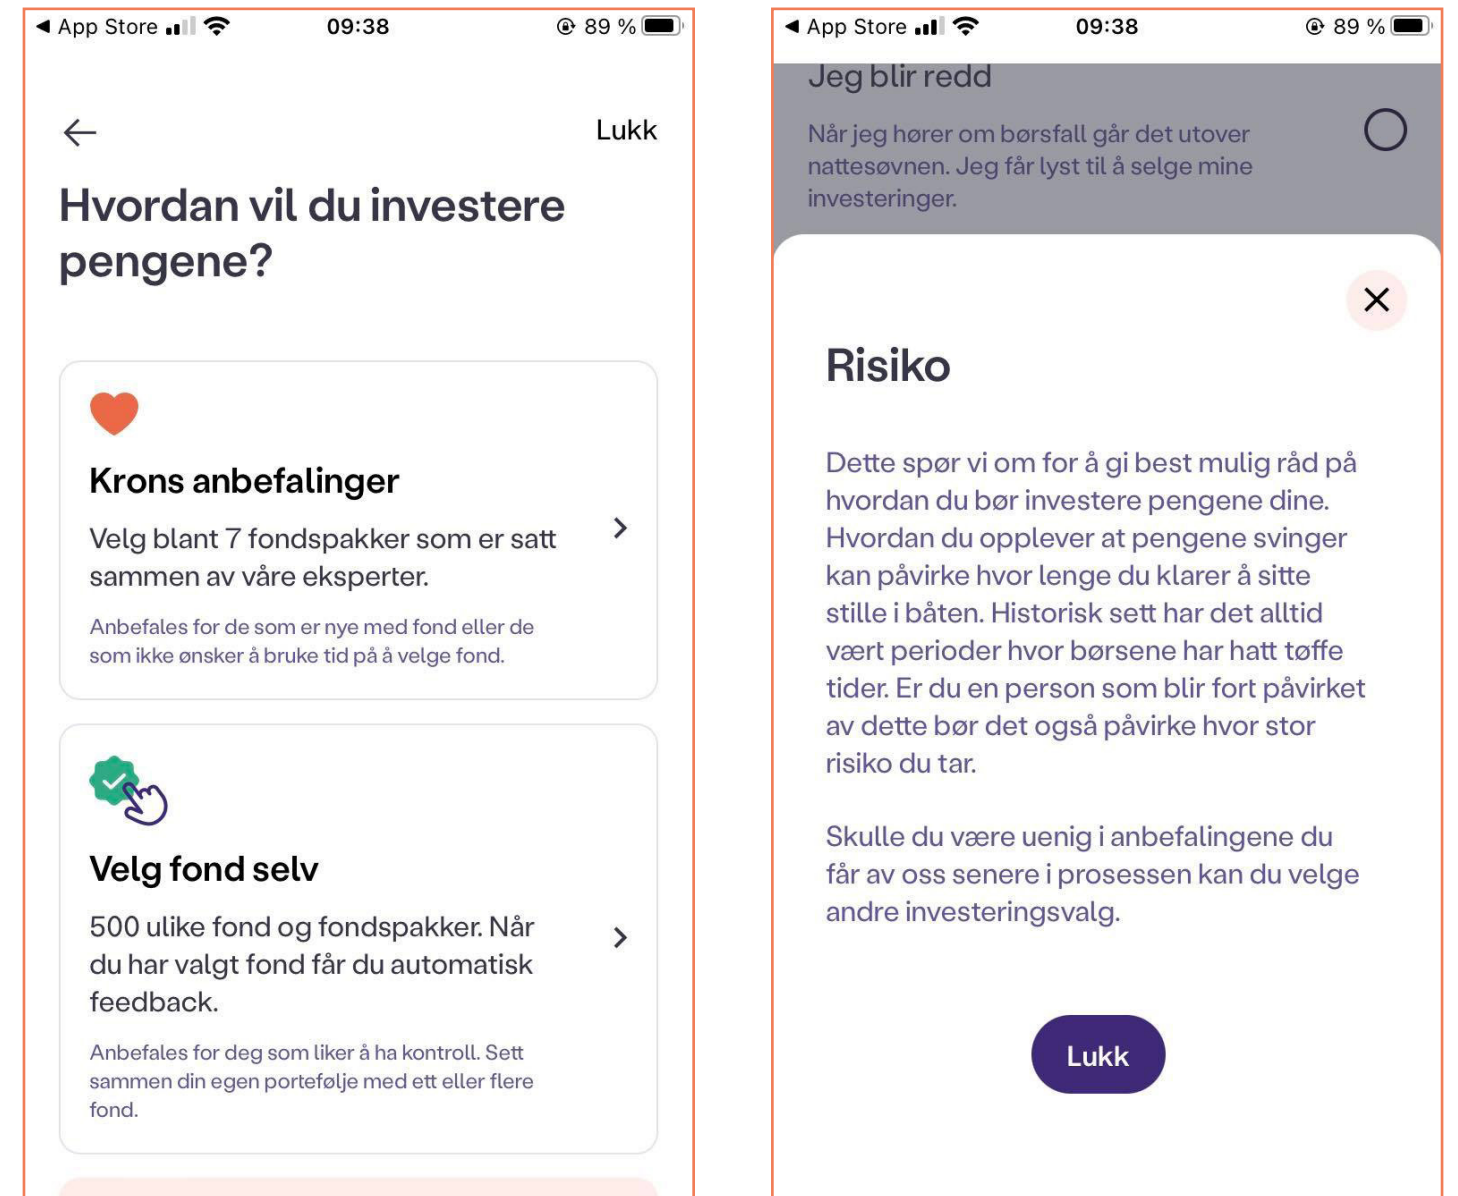 App Store
09:38
89 %
Lukk
Hvordan vil du investere
pengene?
Krons anbefalinger
Velg blant 7 fondspakker som er satt
sammen av våre eksperter.
Anbefales for de som er nye med fond eller de
som ikke ønsker å bruke tid på å velge fond.
Velg fond selv
500 ulike fond og fondspakker. Når
du har valgt fond får du automatisk
feedback.
Anbefales for deg som liker å ha kontroll. Sett
sammen din egen portefølje med ett eller flere
fond.
App Store
09:38
89 %
Jeg blir redd
Når jeg hører om børsfall går det utover
nattesøvnen. Jeg får lyst til å selge mine
investeringer.
Risiko
Dette spør vi om for å gi best mulig råd på
hvordan du bør investere pengene dine.
Hvordan du opplever at pengene svinger
kan påvirke hvor lenge du klarer å sitte
stille i båten. Historisk sett har det alltid
vært perioder hvor børsene har hatt tøffe
tider. Er du en person som blir fort påvirket
av dette bør det også påvirke hvor stor
risiko du tar.
Skulle du være uenig i anbefalingene du
får av oss senere i prosessen kan du velge
andre investeringsvalg.
Lukk